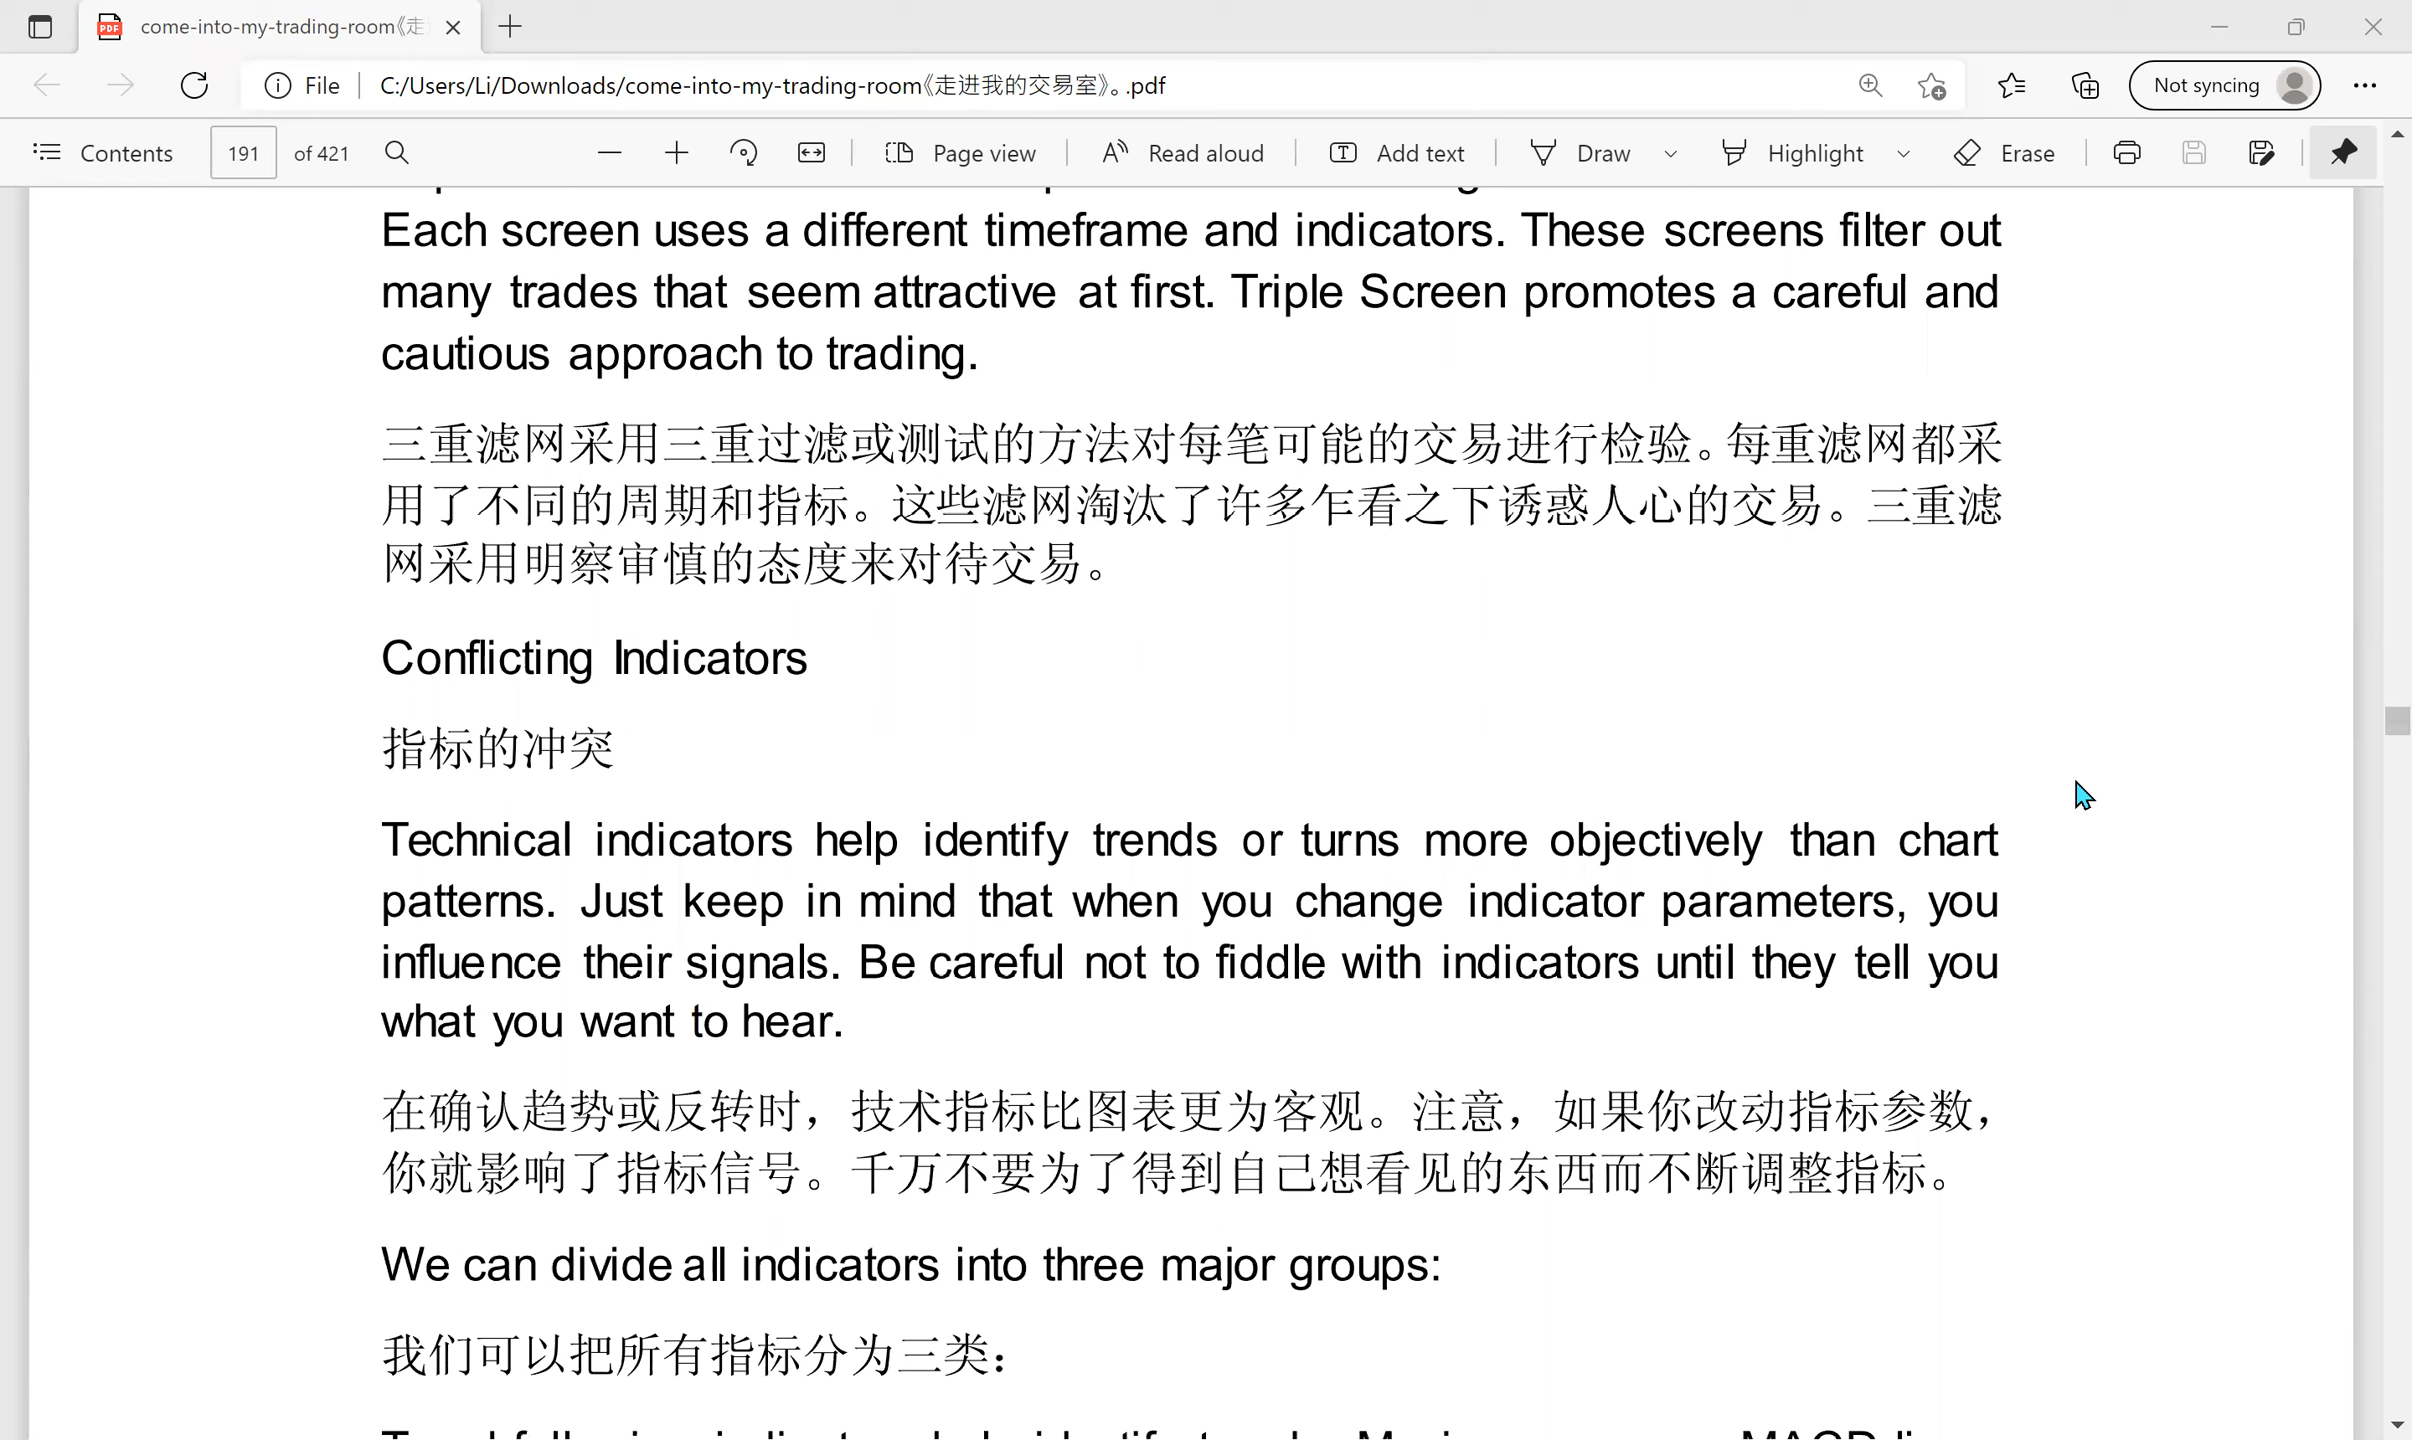 come-into-my-trading-room《走
File
C:/Users/Li/Downloads/come-into-my-trading-room《走进我的交易室》。.pdf
Not syncing
Contents
191
of 421
Page view
Read aloud
Add text
Draw
Highlight
Erase
Each screen uses a different timeframe and indicators. These screens filter out
many trades that seem attractive at first. Triple Screen promotes a careful and
cautious approach to trading.
三重滤网采用三重过滤或测试的方法对每笔可能的交易进行检验。每重滤网都采
用了不同的周期和指标。这些滤网淘汰了许多乍看之下诱惑人心的交易。三重滤
网采用明察审慎的态度来对待交易。
Conflicting Indicators
指标的冲突
Technical indicators help identify trends or turns more objectively than chart
patterns. Just keep in mind that when you change indicator parameters, you
influence their signals. Be careful not to fiddle with indicators until they tell you
what you want to hear.
在确认趋势或反转时，技术指标比图表更为客观。注意，如果你改动指标参数，
你就影响了指标信号。千万不要为了得到自己想看见的东西而不断调整指标。
We can divide all indicators into three major groups:
我们可以把所有指标分为三类：